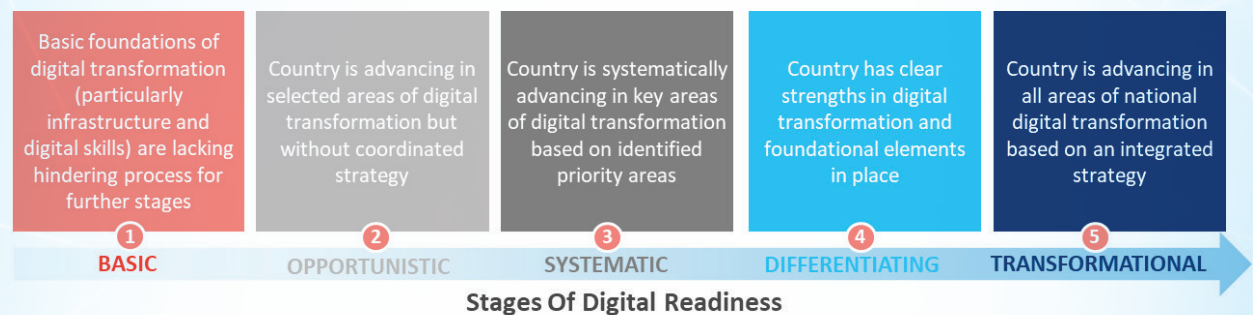 Basic foundations of
digital transformation
(particularly
infrastructure and
digital skills) are lacking
hindering process for
further stages
Country is advancing in
selected areas of digital
transformation but
without coordinated
strategy
Country is systematically
advancing in key areas
of digital transformation
based on identified
priority areas
Country has clear
strengths in digital
transformation and
foundational elements
in place
Country is advancing in
all areas of national
digital transformation
based on an integrated
strategy
1
BASIC
2
OPPORTUNISTIC
3
SYSTEMATIC
4
DIFFERENTIATING
5
TRANSFORMATIONAL
Stages Of Digital Readiness